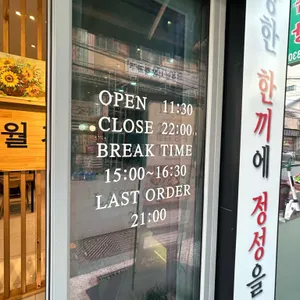 OPEN 11:30
CLOSE 22:00
BREAK TIME
15:00~16:30
LAST ORDER
21:00
월
한 한끼에 정성을